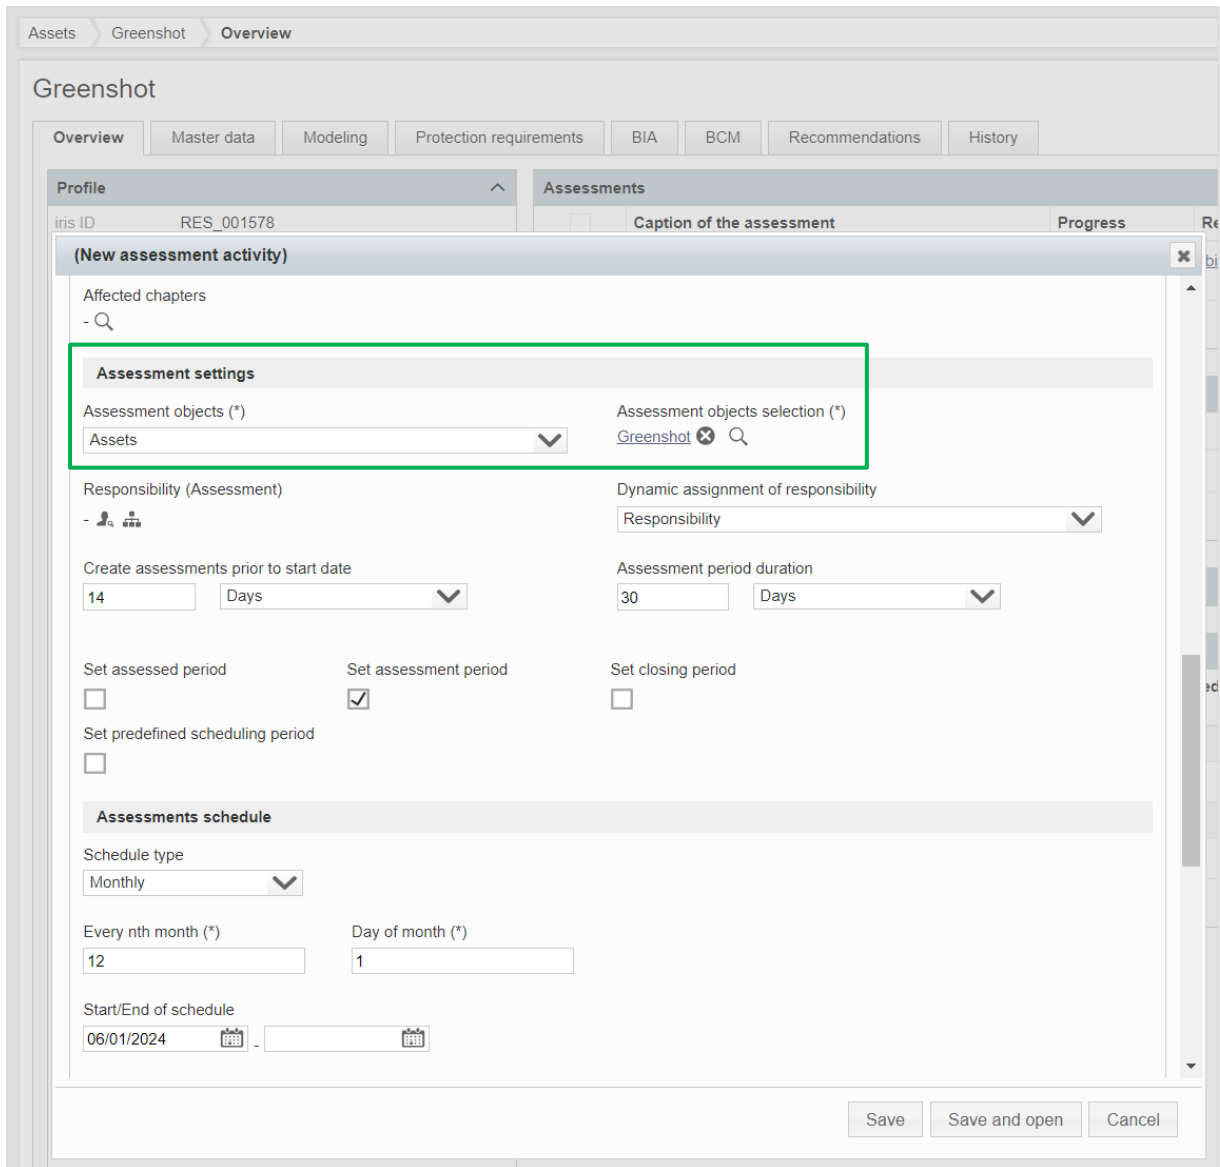 Assets Greenshot Overview
Greenshot
Overview Master data Modeling Protection requirements BIA BCM Recommendations History
Profile Assessments
iris ID RES_001578 Caption of the assessment Progress Re
(New assessment activity)
bi
Affected chapters
-
Assessment settings
Assessment objects (*) Assessment objects selection (*)
Assets Greenshot
Responsibility (Assessment) Dynamic assignment of responsibility
- Responsibility
Create assessments prior to start date Assessment period duration
14 Days 30 Days
Set assessed period Set assessment period Set closing period
ed
Set predefined scheduling period
Assessments schedule
Schedule type
Monthly
Every nth month (*) Day of month (*)
12 1
Start/End of schedule
06/01/2024 -
Save Save and open Cancel